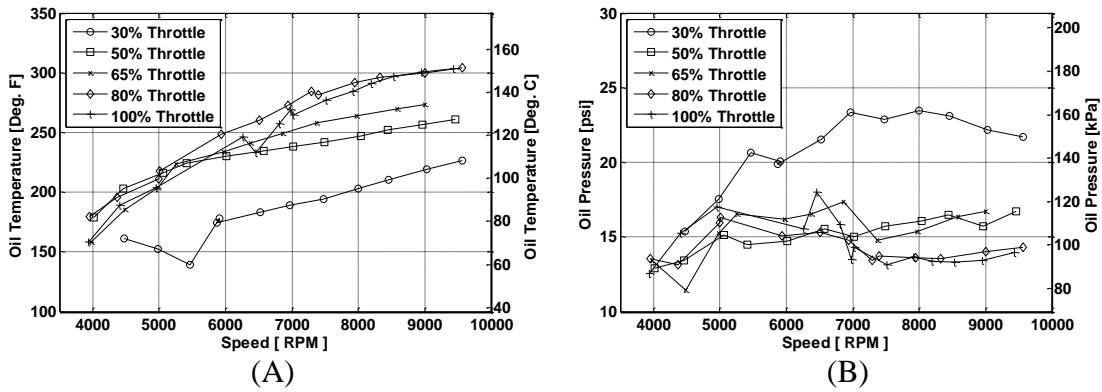 350
300
250
200
150
100
Oil Temperature [Deg. F]
30% Throttle
50% Throttle
65% Throttle
80% Throttle
100% Throttle
160
140
120
100
80
60
40
Oil Temperature [Deg. C]
4000 5000 6000 7000 8000 9000 10000
Speed [ RPM ]
(A)
30
25
20
15
10
Oil Pressure [psi]
30% Throttle
50% Throttle
65% Throttle
80% Throttle
100% Throttle
200
180
160
140
120
100
80
Oil Pressure [kPa]
4000 5000 6000 7000 8000 9000 10000
Speed [ RPM ]
(B)